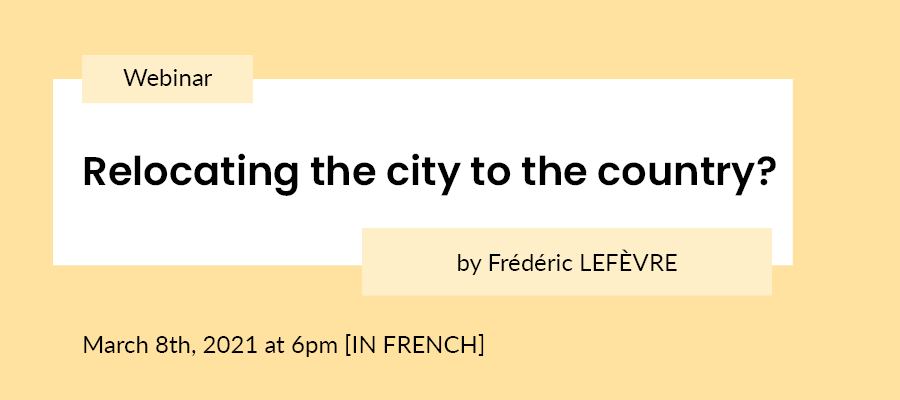 Webinar
Relocating the city to the country?
by Frédéric LEFÈVRE
March 8th, 2021 at 6pm [IN FRENCH]